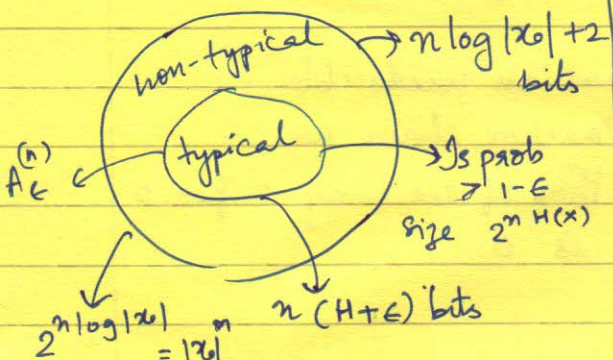 non-typical
→ n log |𝒳| + 2
bits
typical
A_ε^(n)
→ Is prob
> 1-ε
Size 2^{n H(x)}
n (H+ε) bits
2^{n log |𝒳|}
= |𝒳|^n